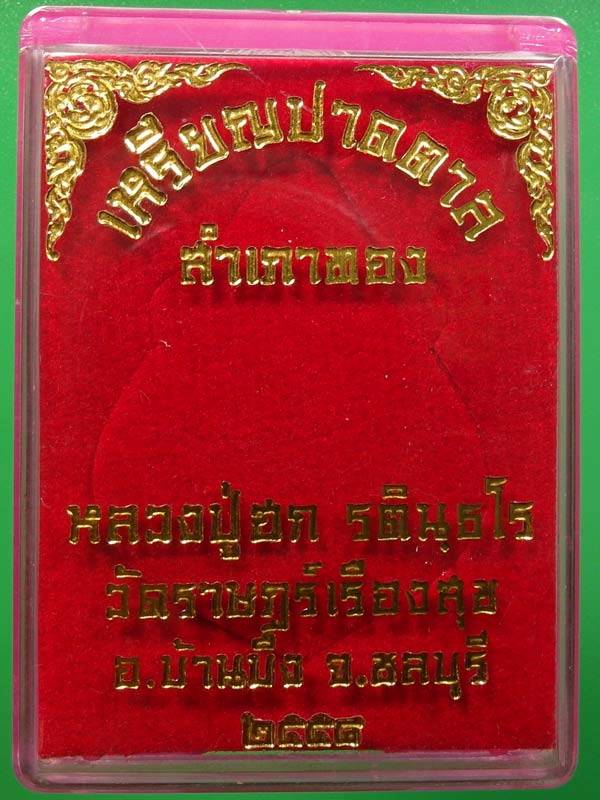 เหรียญปาดตาล
สำเภาทอง
หลวงปู่ฮก รตินฺธโร
วัดราษฎร์เรืองสุข
อ.บ้านบึง จ.ชลบุรี
๒๕๕๔